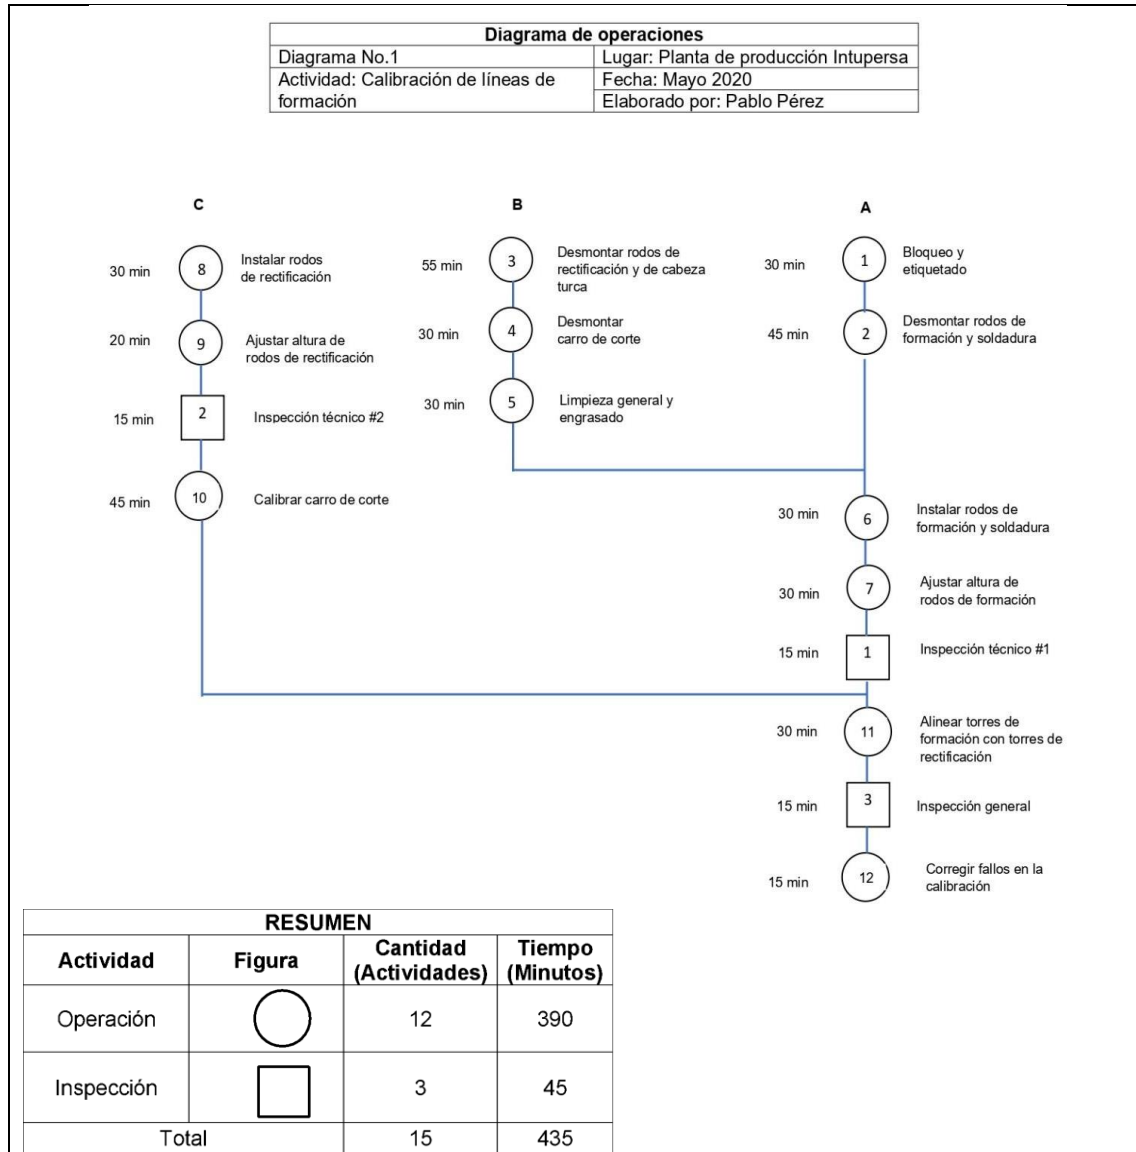 Diagrama de operaciones
Diagrama No.1
Lugar: Planta de producción Intupersa
Actividad: Calibración de líneas de
formación
Fecha: Mayo 2020
Elaborado por: Pablo Pérez
C
30 min
8
Instalar rodos
de rectificación
20 min
9
Ajustar altura de
rodos de rectificación
15 min
2
Inspección técnico #2
45 min
10
Calibrar carro de corte
B
55 min
3
Desmontar rodos de
rectificación y de cabeza
turca
30 min
4
Desmontar
carro de corte
30 min
5
Limpieza general y
engrasado
A
30 min
1
Bloqueo y
etiquetado
45 min
2
Desmontar rodos de
formación y soldadura
30 min
6
Instalar rodos de
formación y soldadura
30 min
7
Ajustar altura de
rodos de formación
15 min
1
Inspección técnico #1
30 min
11
Alinear torres de
formación con torres de
rectificación
15 min
3
Inspección general
15 min
12
Corregir fallos en la
calibración
RESUMEN
Actividad
Figura
Cantidad
(Actividades)
Tiempo
(Minutos)
Operación
12
390
Inspección
3
45
Total
15
435